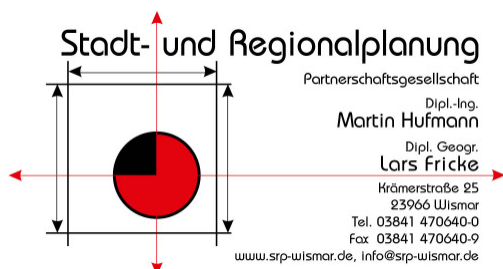 Stadt- und Regionalplanung
Partnerschaftsgesellschaft
Dipl.-Ing.
Martin Hufmann
Dipl. Geogr.
Lars Fricke
Krämerstraße 25
23966 Wismar
Tel. 03841 470640-0
Fax 03841 470640-9
www.srp-wismar.de, info@srp-wismar.de